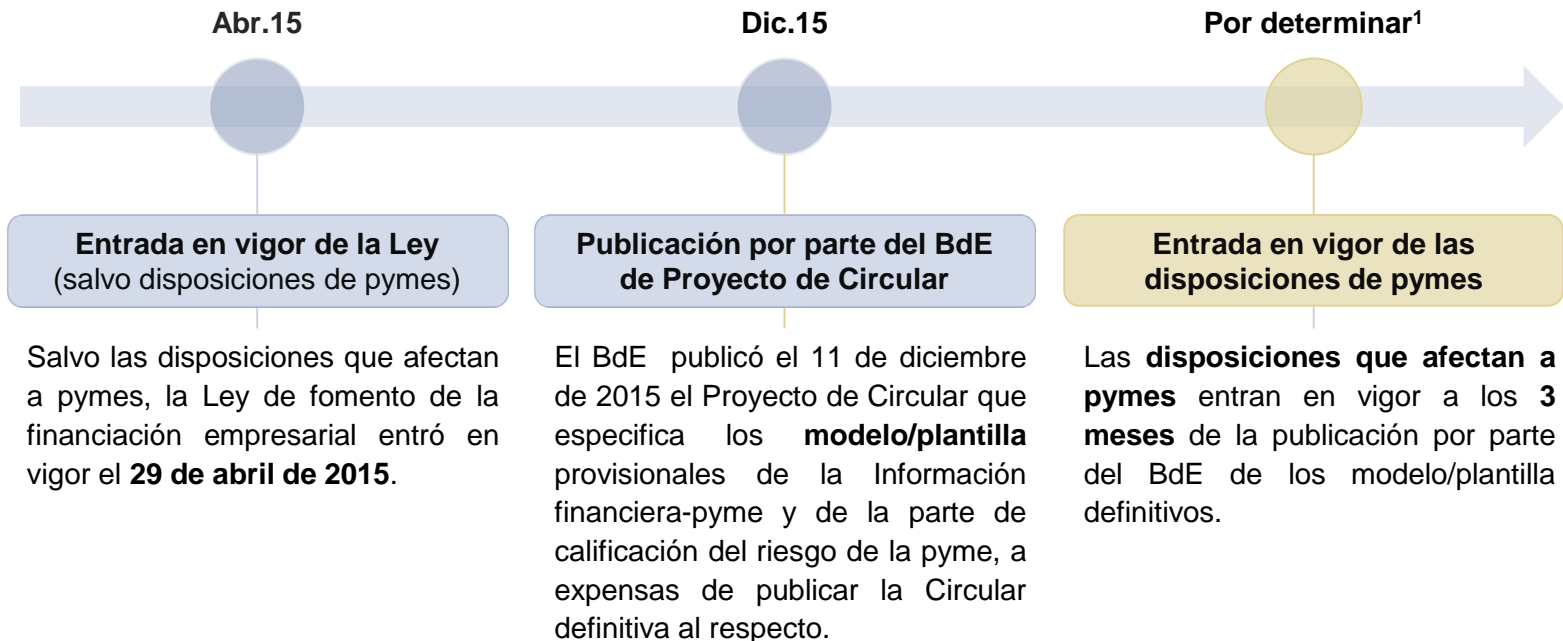 Abr.15
Dic.15
Por determinar¹
Entrada en vigor de la Ley
(salvo disposiciones de pymes)
Publicación por parte del BdE
de Proyecto de Circular
Entrada en vigor de las
disposiciones de pymes
Salvo las disposiciones que afectan
a pymes, la Ley de fomento de la
financiación empresarial entró en
vigor el 29 de abril de 2015.
El BdE publicó el 11 de diciembre
de 2015 el Proyecto de Circular que
especifica los modelo/plantilla
provisionales de la Información
financiera-pyme y de la parte de
calificación del riesgo de la pyme, a
expensas de publicar la Circular
definitiva al respecto.
Las disposiciones que afectan a
pymes entran en vigor a los 3
meses de la publicación por parte
del BdE de los modelo/plantilla
definitivos.